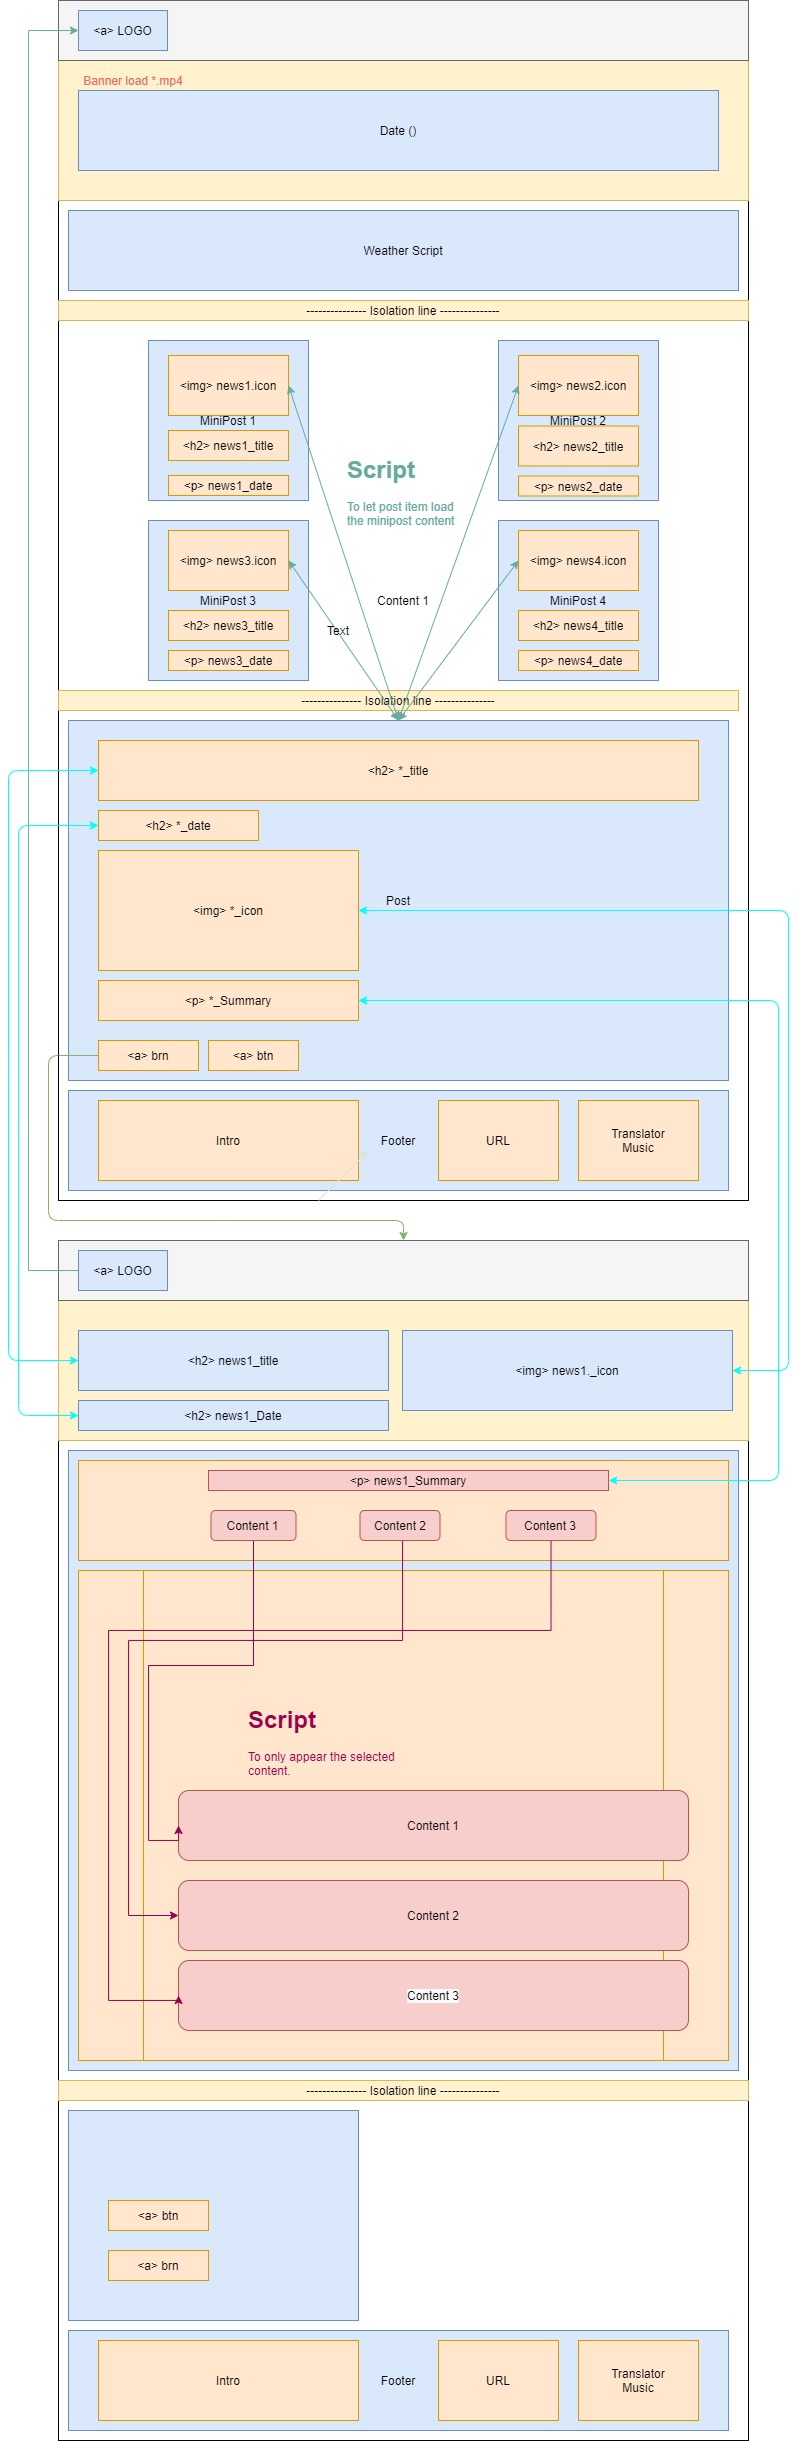 <a> LOGO
Banner load *.mp4
Date ()
Weather Script
--------------- Isolation line ---------------
<img> news1.icon
MiniPost 1
<h2> news1_title
<p> news1_date
<img> news2.icon
MiniPost 2
<h2> news2_title
<p> news2_date
Script
To let post item load
the minipost content
<img> news3.icon
MiniPost 3
<h2> news3_title
<p> news3_date
Content 1
Text
<img> news4.icon
MiniPost 4
<h2> news4_title
<p> news4_date
--------------- Isolation line ---------------
<h2> *_title
<h2> *_date
<img> *_icon
Post
<p> *_Summary
<a> brn
<a> btn
Intro
Footer
URL
Translator
Music
<a> LOGO
<h2> news1_title
<img> news1._icon
<h2> news1_Date
<p> news1_Summary
Content 1
Content 2
Content 3
Script
To only appear the selected
content.
Content 1
Content 2
Content 3
--------------- Isolation line ---------------
<a> btn
<a> brn
Intro
Footer
URL
Translator
Music